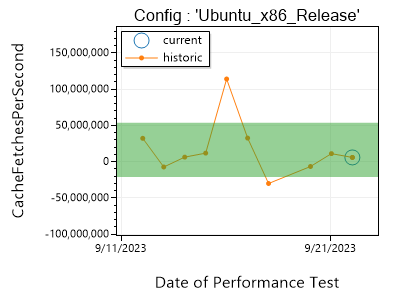 Config : 'Ubuntu_x86_Release'
current
historic
CacheFetchesPerSecond
150,000,000
100,000,000
50,000,000
0
-50,000,000
-100,000,000
9/11/2023
9/21/2023
Date of Performance Test